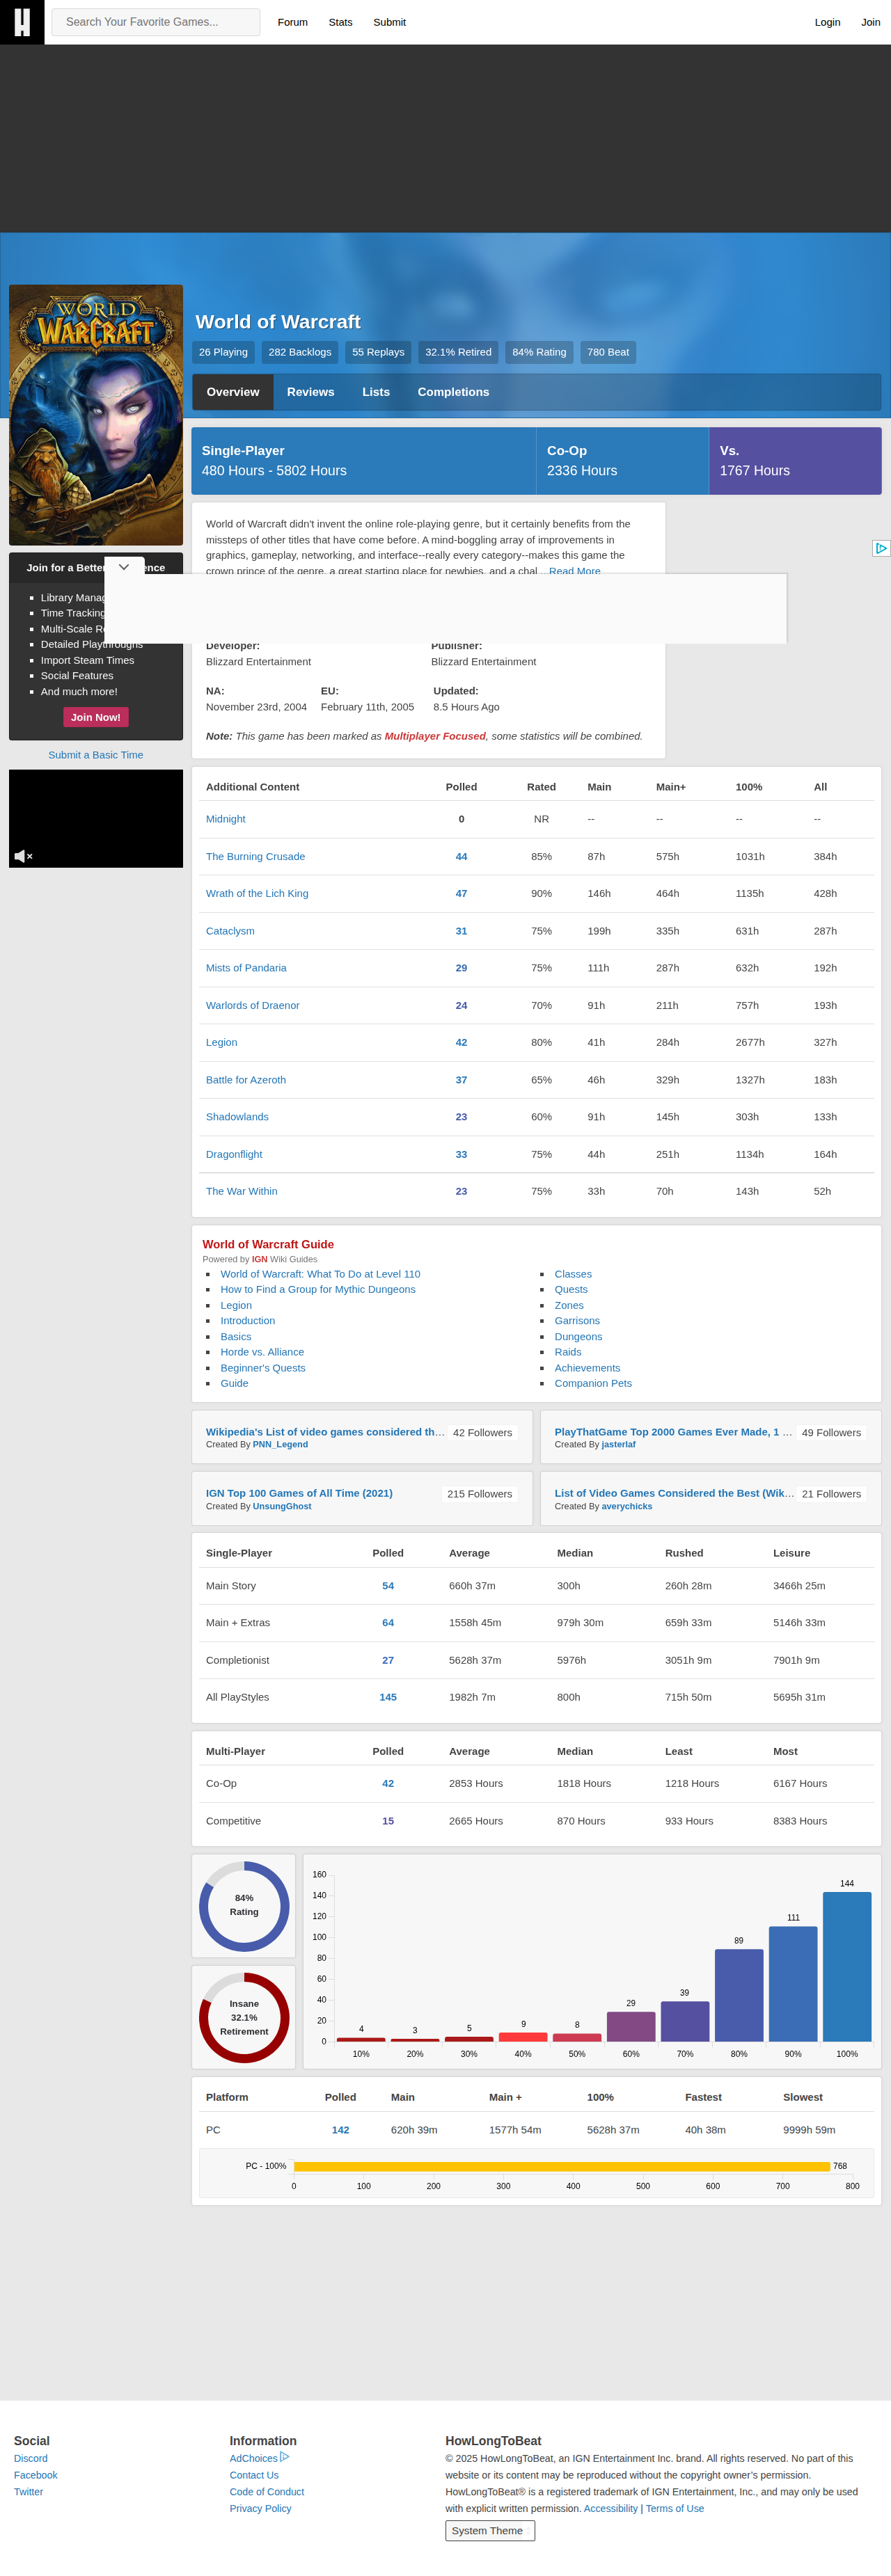 H
Search Your Favorite Games...
Forum
Stats
Submit
Login
Join
WORLD
WARCRAFT
World of Warcraft
26 Playing
282 Backlogs
55 Replays
32.1% Retired
84% Rating
780 Beat
Overview
Reviews
Lists
Completions
Single-Player
480 Hours - 5802 Hours
Co-Op
2336 Hours
Vs.
1767 Hours
World of Warcraft didn't invent the online role-playing genre, but it certainly benefits from the
missteps of other titles that have come before. A mind-boggling array of improvements in
graphics, gameplay, networking, and interface--really every category--makes this game the
crown prince of the genre, a great starting place for newbies, and a chal ...Read More
Join for a Better
Library Manag
Time Tracking
Multi-Scale
Detailed Playthroughs
Import Steam Times
Social Features
And much more!
Join Now!
Submit a Basic Time
Developer:
Blizzard Entertainment
Publisher:
Blizzard Entertainment
NA:
November 23rd, 2004
EU:
February 11th, 2005
Updated:
8.5 Hours Ago
Note: This game has been marked as Multiplayer Focused, some statistics will be combined.
Additional Content Polled Rated Main Main+ 100% All
Midnight 0 NR -- -- -- --
The Burning Crusade 44 85% 87h 575h 1031h 384h
Wrath of the Lich King 47 90% 146h 464h 1135h 428h
Cataclysm 31 75% 199h 335h 631h 287h
Mists of Pandaria 29 75% 111h 287h 632h 192h
Warlords of Draenor 24 70% 91h 211h 757h 193h
Legion 42 80% 41h 284h 2677h 327h
Battle for Azeroth 37 65% 46h 329h 1327h 183h
Shadowlands 23 60% 91h 145h 303h 133h
Dragonflight 33 75% 44h 251h 1134h 164h
The War Within 23 75% 33h 70h 143h 52h
World of Warcraft Guide
Powered by IGN Wiki Guides
World of Warcraft: What To Do at Level 110
How to Find a Group for Mythic Dungeons
Legion
Introduction
Basics
Horde vs. Alliance
Beginner's Quests
Guide
Classes
Quests
Zones
Garrisons
Dungeons
Raids
Achievements
Companion Pets
Wikipedia's List of video games considered th… 42 Followers
Created By PNN_Legend
PlayThatGame Top 2000 Games Ever Made, 1 … 49 Followers
Created By jasterlaf
IGN Top 100 Games of All Time (2021) 215 Followers
Created By UnsungGhost
List of Video Games Considered the Best (Wik… 21 Followers
Created By averychicks
Single-Player Polled Average Median Rushed Leisure
Main Story 54 660h 37m 300h 260h 28m 3466h 25m
Main + Extras 64 1558h 45m 979h 30m 659h 33m 5146h 33m
Completionist 27 5628h 37m 5976h 3051h 9m 7901h 9m
All PlayStyles 145 1982h 7m 800h 715h 50m 5695h 31m
Multi-Player Polled Average Median Least Most
Co-Op 42 2853 Hours 1818 Hours 1218 Hours 6167 Hours
Competitive 15 2665 Hours 870 Hours 933 Hours 8383 Hours
84%
Rating
Insane
32.1%
Retirement
160
140
120
100
80
60
40
20
0
4 3 5 9 8 29 39 89 111 144
10% 20% 30% 40% 50% 60% 70% 80% 90% 100%
Platform Polled Main Main + 100% Fastest Slowest
PC 142 620h 39m 1577h 54m 5628h 37m 40h 38m 9999h 59m
PC - 100% 768
0 100 200 300 400 500 600 700 800
Social
Discord
Facebook
Twitter
Information
AdChoices
Contact Us
Code of Conduct
Privacy Policy
HowLongToBeat
© 2025 HowLongToBeat, an IGN Entertainment Inc. brand. All rights reserved. No part of this
website or its content may be reproduced without the copyright owner's permission.
HowLongToBeat® is a registered trademark of IGN Entertainment, Inc., and may only be used
with explicit written permission. Accessibility | Terms of Use
System Theme